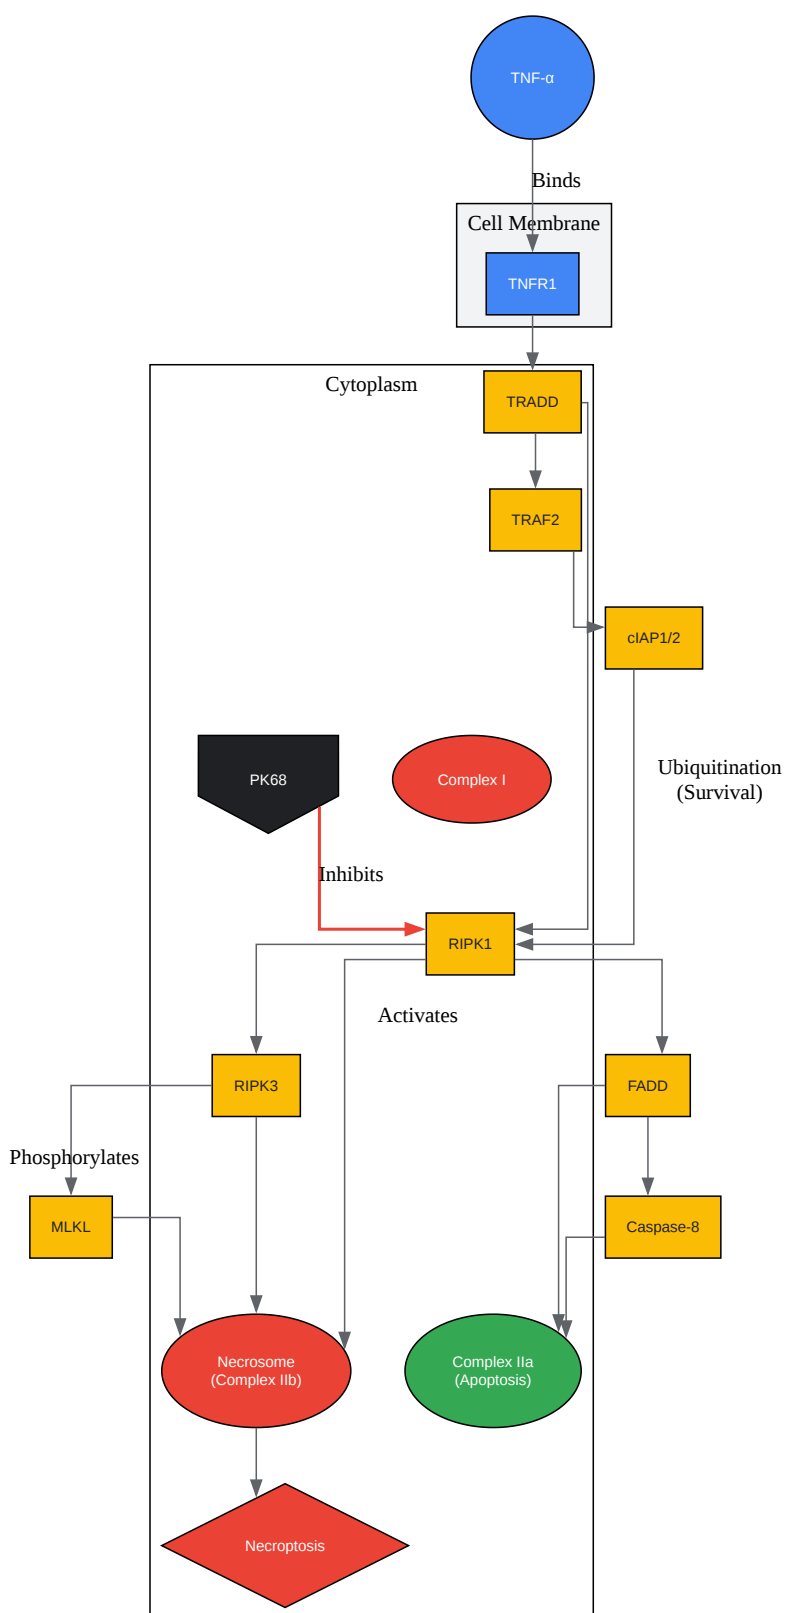 TNF-α
Binds
Cell Membrane
TNFR1
Cytoplasm
TRADD
TRAF2
cIAP1/2
PK68
Complex I
Ubiquitination
(Survival)
Inhibits
RIPK1
Activates
RIPK3
FADD
Phosphorylates
MLKL
Caspase-8
Necrosome
(Complex IIb)
Complex IIa
(Apoptosis)
Necroptosis